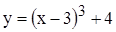 y = (x − 3)³ + 4